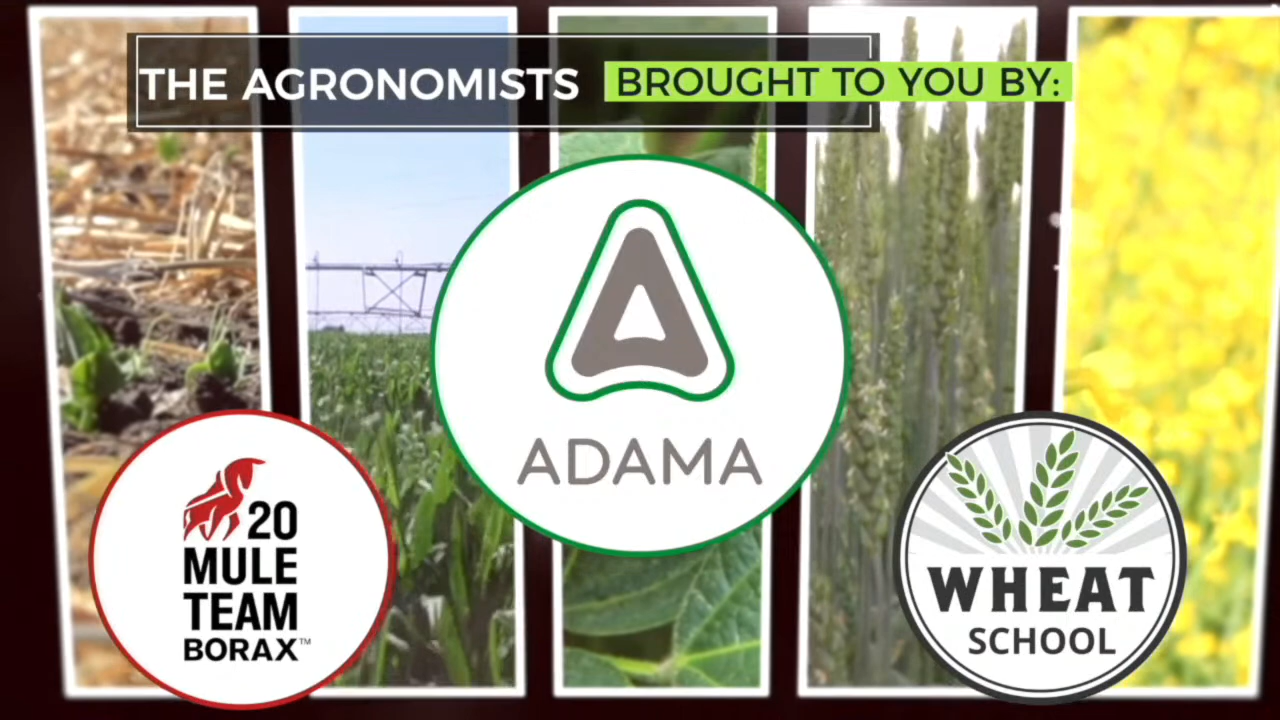 THE AGRONOMISTS BROUGHT TO YOU BY:
ADAMA
20
MULE
TEAM
BORAX™
WHEAT
SCHOOL